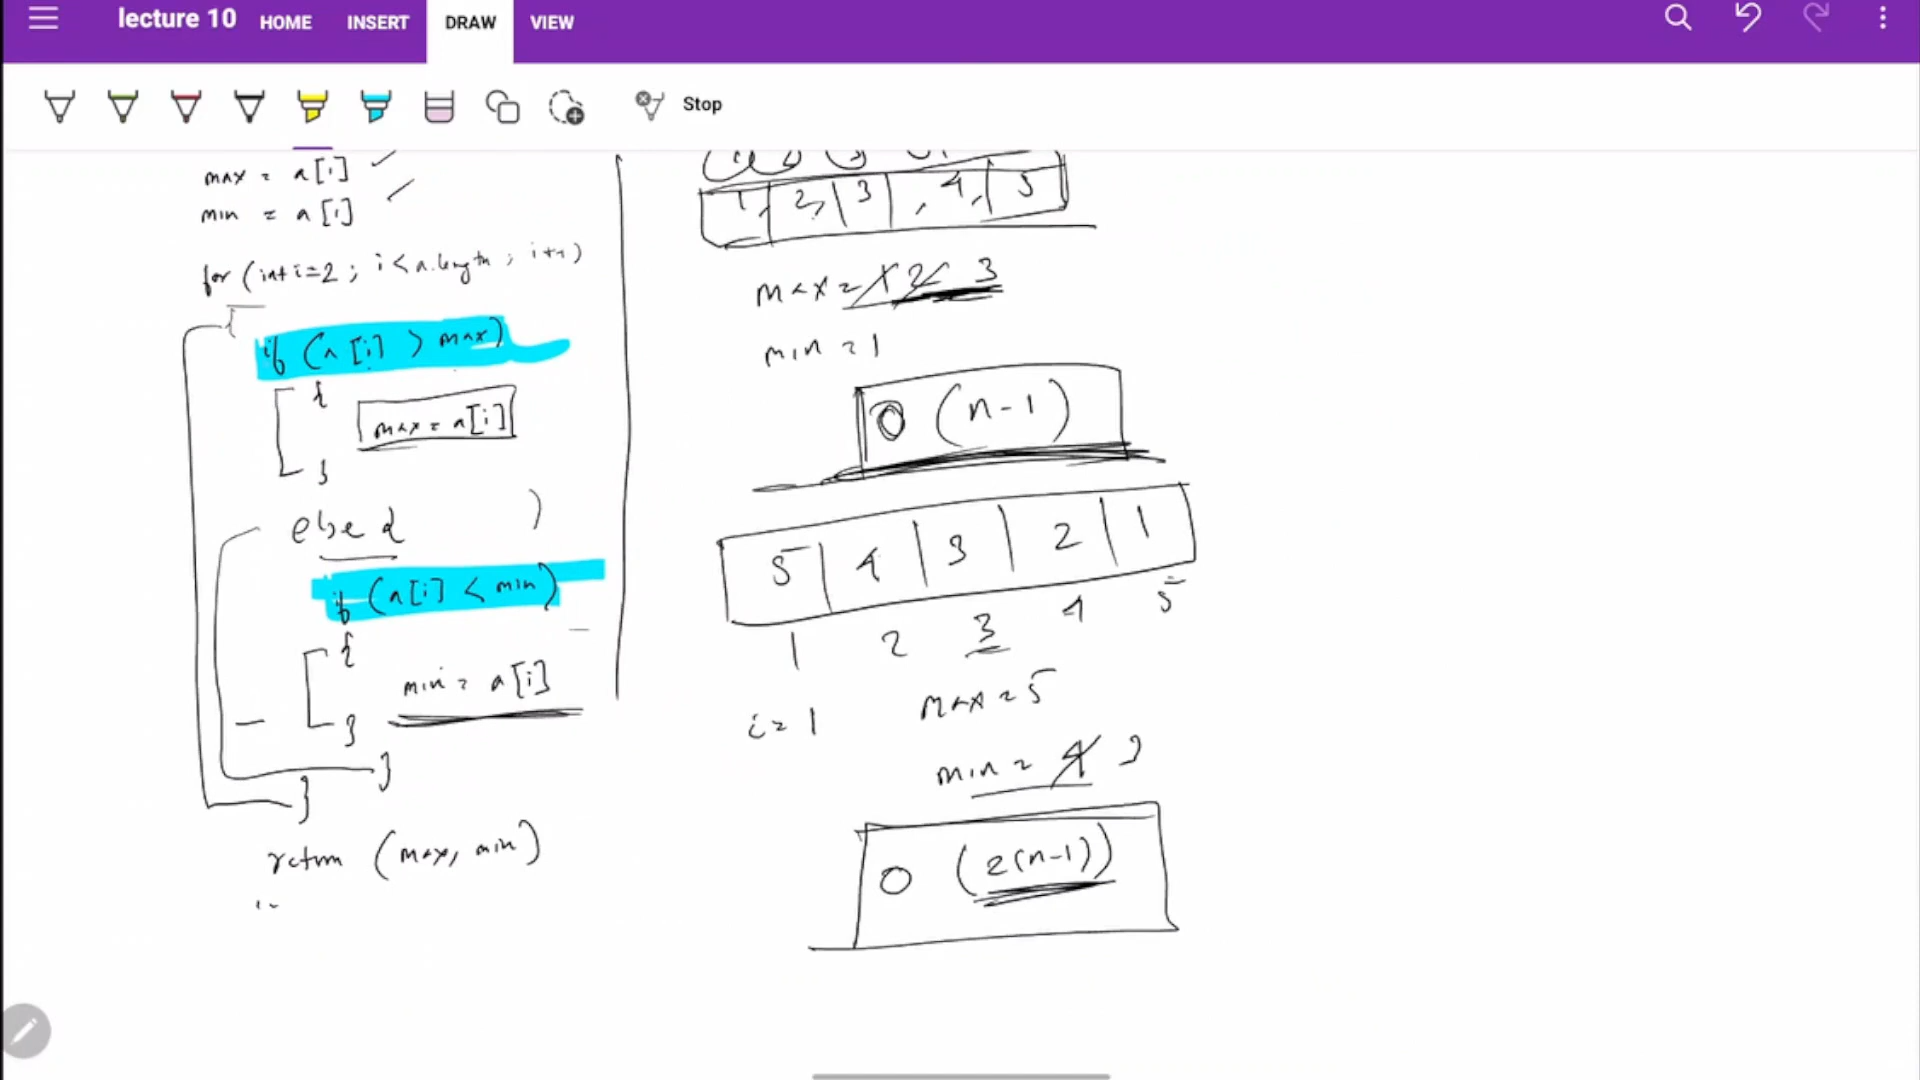 lecture 10 HOME INSERT DRAW VIEW
Stop
max = a[i]
min = a[i]
for (int i=2 ; i < a.length ; i++)
{
if (a[i] > max)
{
max = a[i]
}
else {
if (a[i] < min)
{
min = a[i]
}
}
}
return (max, min)
1, 2, 3, 4, 5
max = 1 2 3
min = 1
O (n-1)
5 4 3 2 1
1 2 3 4 5
i = 1
max = 5
min = 4 3
O (2(n-1))